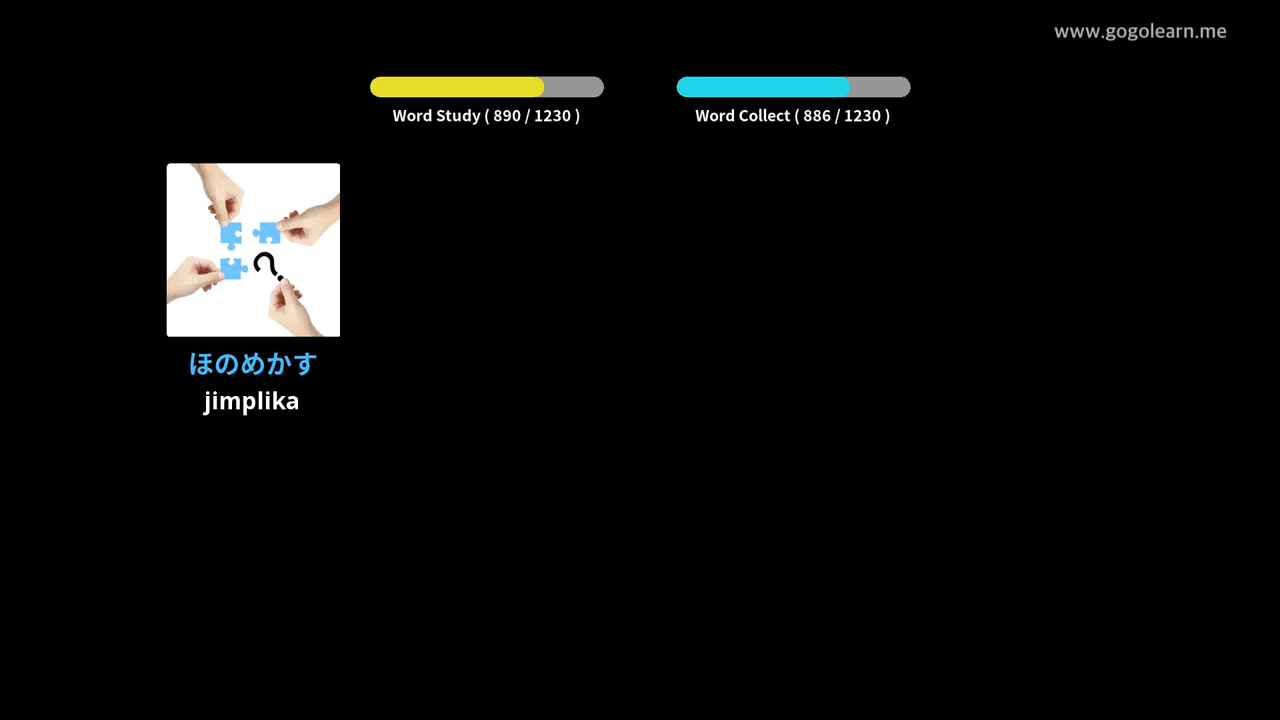 www.gogolearn.me
Word Study ( 890 / 1230 )
Word Collect ( 886 / 1230 )
?
ほのめかす
jimplika